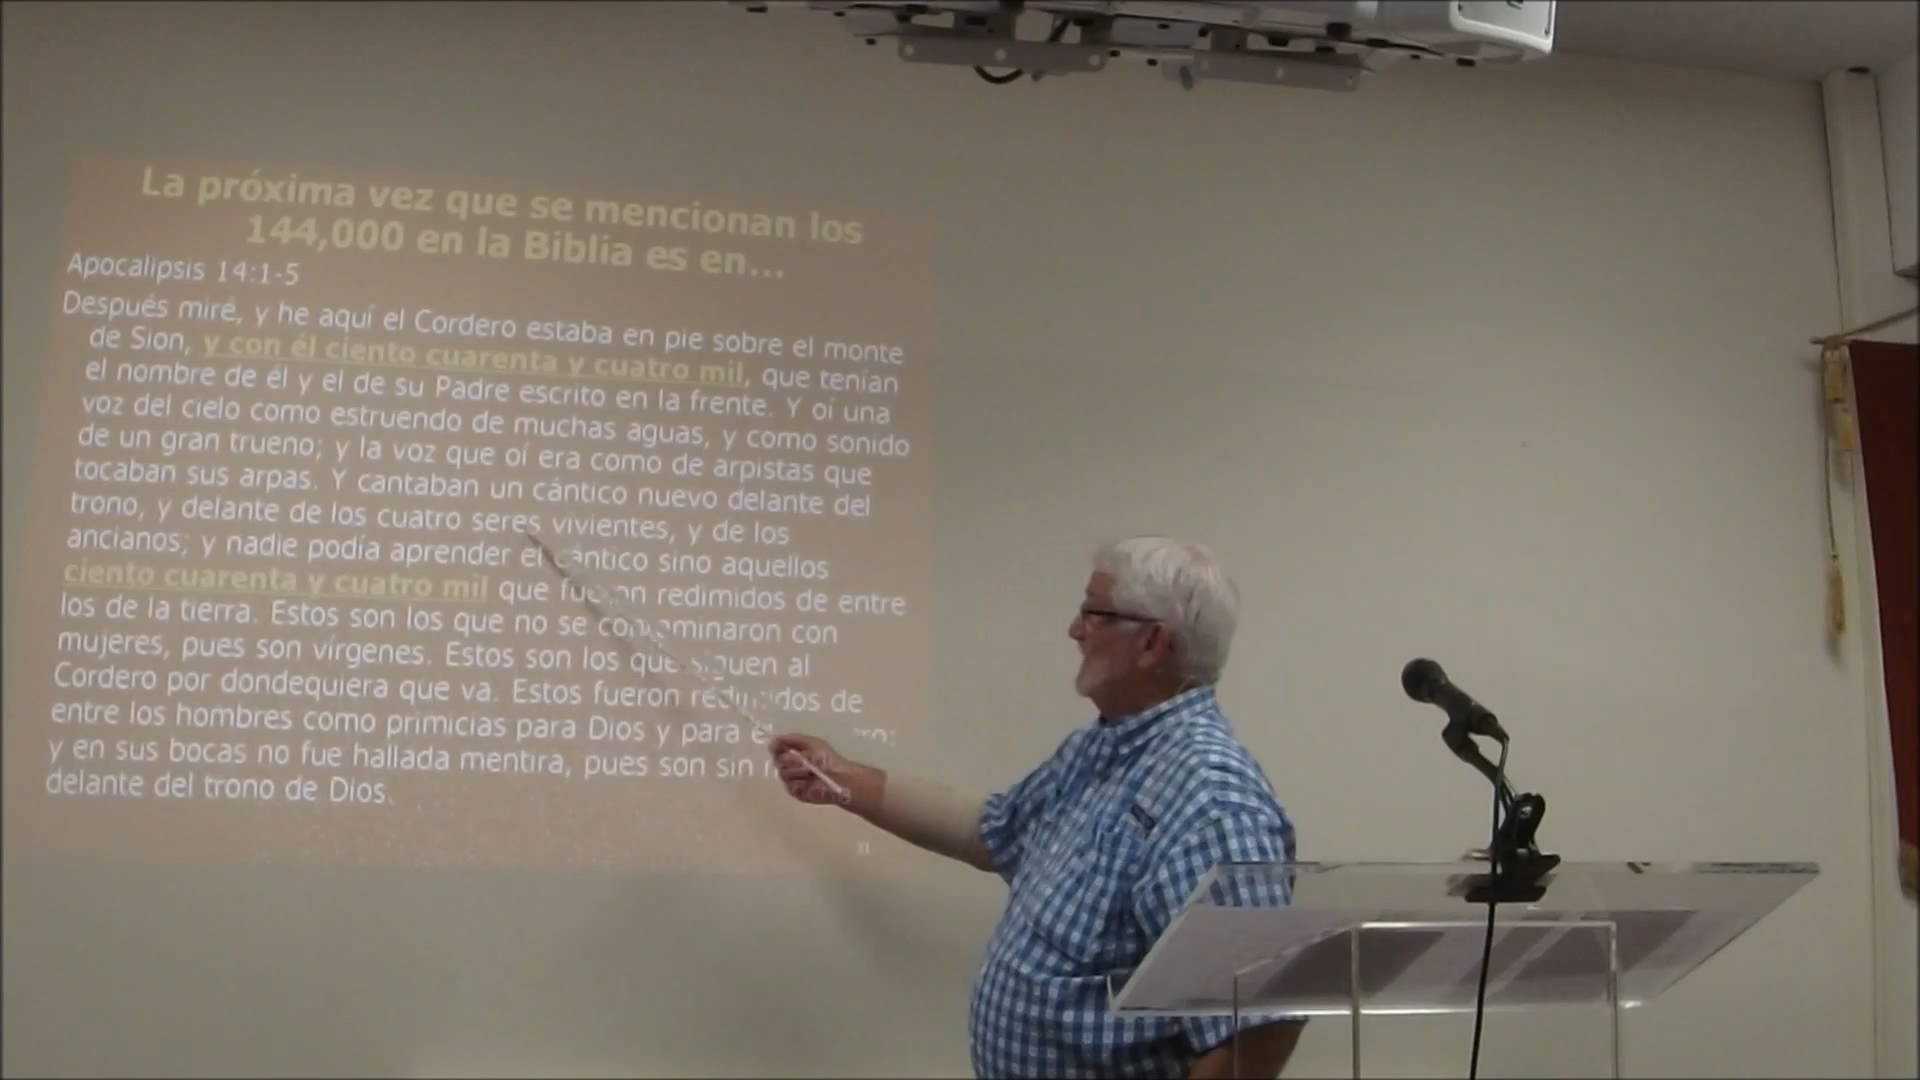 La próxima vez que se mencionan los
144,000 en la Biblia es en...
Apocalipsis 14:1-5
Después miré, y he aquí el Cordero estaba en pie sobre el monte
de Sion, y con él ciento cuarenta y cuatro mil, que tenían
el nombre de él y el de su Padre escrito en la frente. Y oí una
voz del cielo como estruendo de muchas aguas, y como sonido
de un gran trueno; y la voz que oí era como de arpistas que
tocaban sus arpas. Y cantaban un cántico nuevo delante del
trono, y delante de los cuatro seres vivientes, y de los
ancianos; y nadie podía aprender el cántico sino aquellos
ciento cuarenta y cuatro mil que fueron redimidos de entre
los de la tierra. Estos son los que no se contaminaron con
mujeres, pues son vírgenes. Estos son los que siguen al
Cordero por dondequiera que va. Estos fueron redimidos de
entre los hombres como primicias para Dios y para
y en sus bocas no fue hallada mentira, pues son sin
delante del trono de Dios.